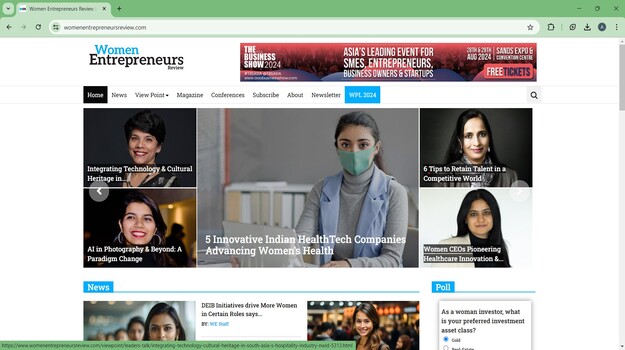 Women Entrepreneurs Review
womenentrepreneursreview.com
Women
Entrepreneurs
Review
THE
BUSINESS
SHOW2024
ASIA'S LEADING EVENT FOR
SMES, ENTREPRENEURS,
BUSINESS OWNERS & STARTUPS
28TH & 29TH
AUG 2024
SANDS EXPO &
CONVENTION CENTRE
FREE TICKETS
Home News View Point Magazine Conferences Subscribe About Newsletter WPL 2024
Integrating Technology & Cultural
Heritage in...
AI in Photography & Beyond: A
Paradigm Change
5 Innovative Indian HealthTech Companies
Advancing Women's Health
6 Tips to Retain Talent in a
Competitive World
Women CEOs Pioneering
Healthcare Innovation &...
News
DEIB Initiatives drive More Women
in Certain Roles says...
BY: WE Staff
Poll
As a woman investor, what
is your preferred investment
asset class?
Gold
Real Estate
https://www.womenentrepreneursreview.com/viewpoint/leaders-talk/integrating-technology-cultural-heritage-in-south-asia-s-hospitality-industry-nwid-5313.html